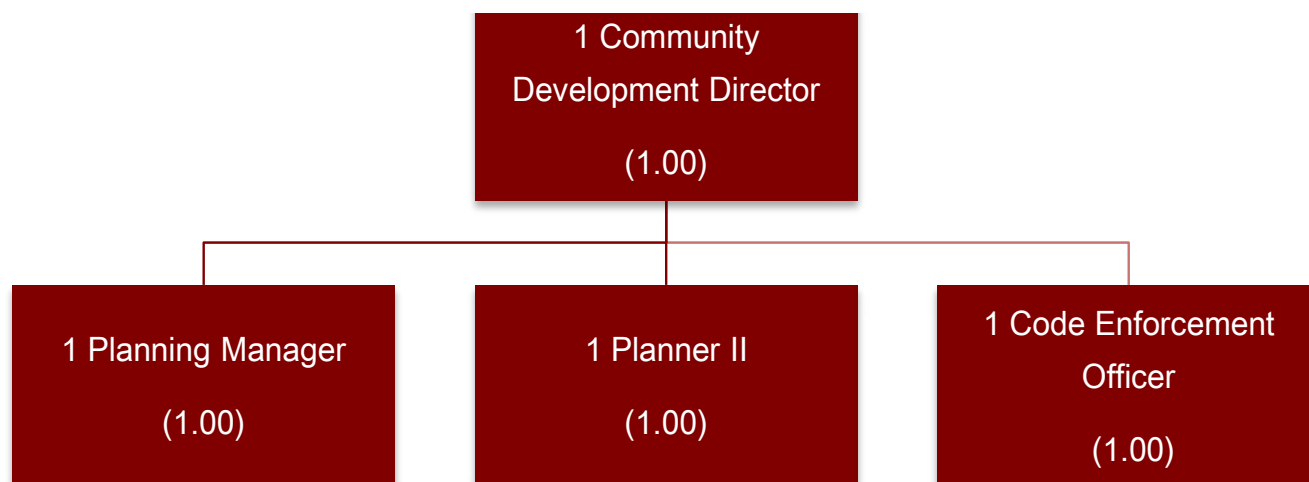 1 Community
Development Director
(1.00)
1 Planning Manager
(1.00)
1 Planner II
(1.00)
1 Code Enforcement
Officer
(1.00)